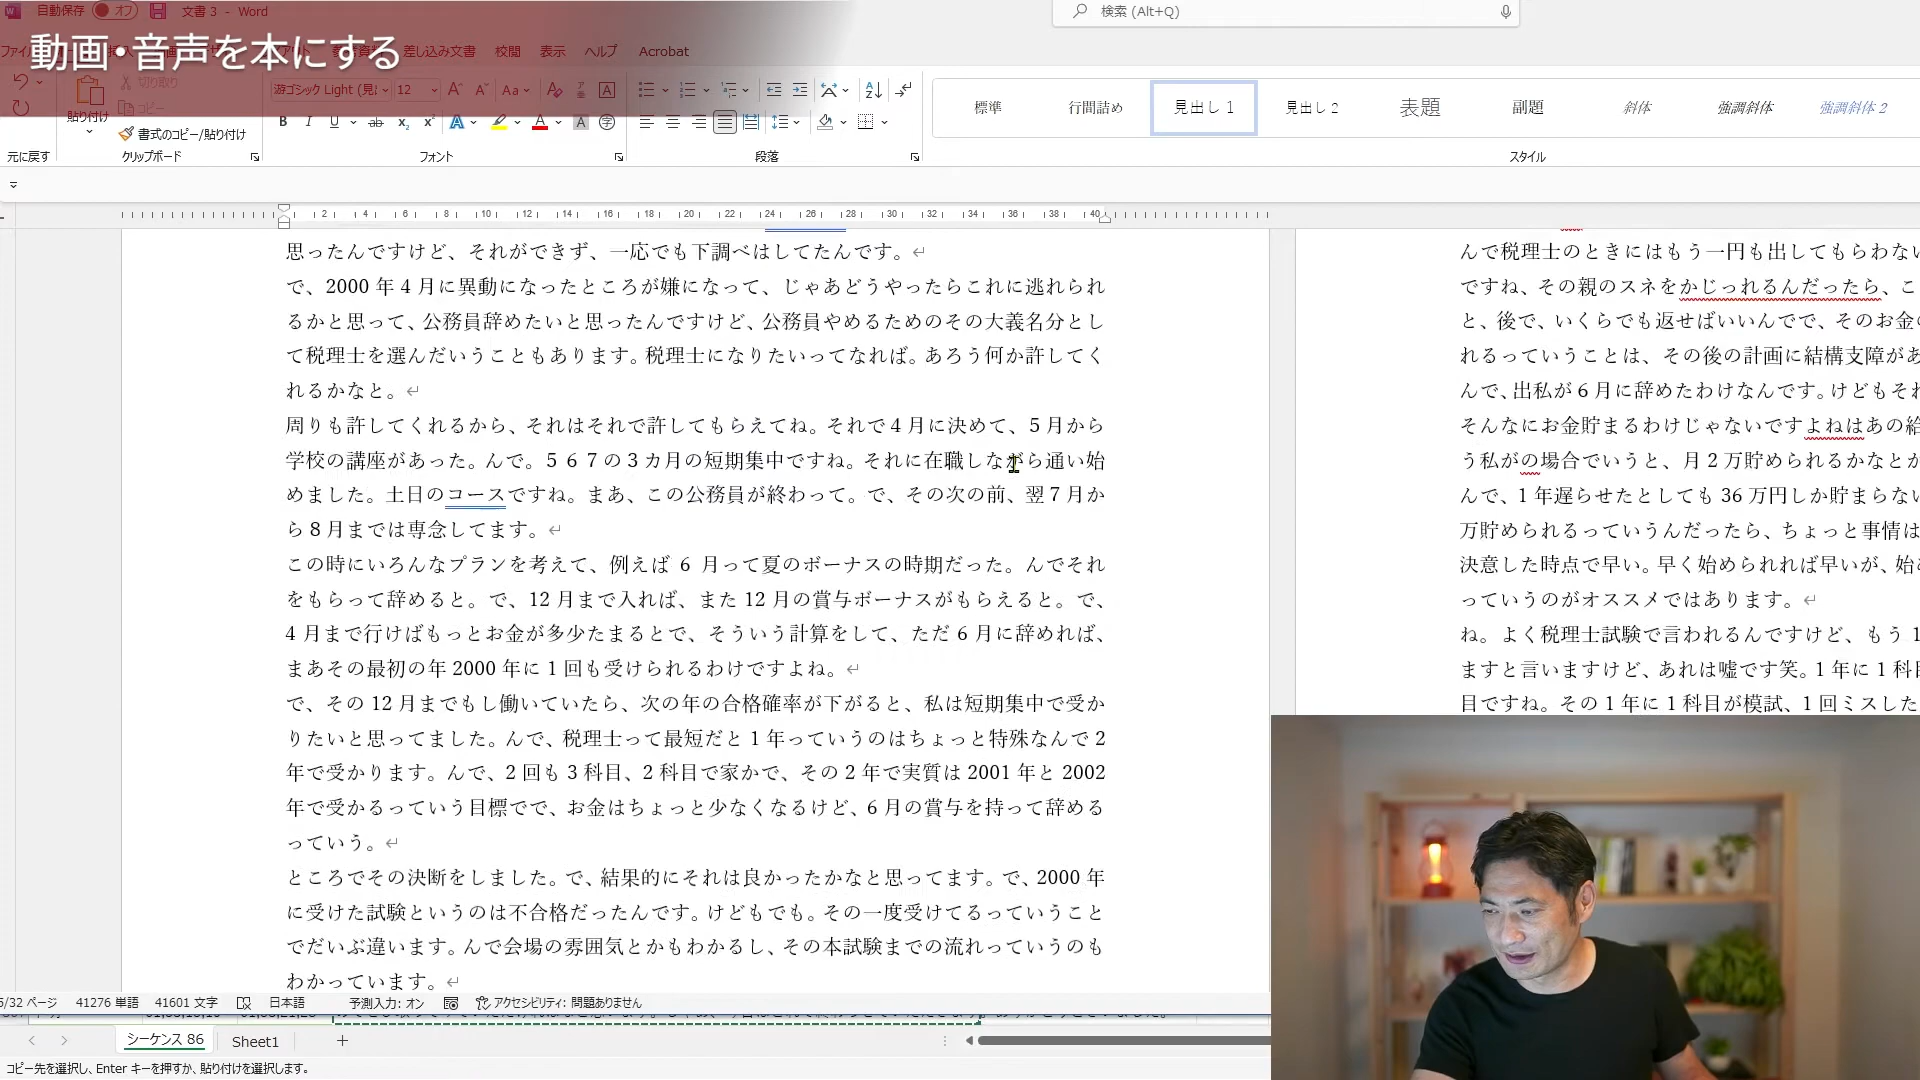 自動保存 オフ 文書 3 - Word
検索 (Alt+Q)
動画・音声を本にする
差し込み文書 校閲 表示 ヘルプ Acrobat
切り取り
コピー
貼り付け
書式のコピー/貼り付け
元に戻す クリップボード
游ゴシック Light (見 12
フォント
段落
標準 行間詰め 見出し 1 見出し 2 表題 副題 斜体 強調斜体 強調斜体 2
スタイル
2 4 6 8 10 12 14 16 18 20 22 24 26 28 30 32 34 36 38 40
思ったんですけど、それができず、一応でも下調べはしてたんです。
で、2000 年 4 月に異動になったところが嫌になって、じゃあどうやったらこれに逃れられ
るかと思って、公務員辞めたいと思ったんですけど、公務員やめるためのその大義名分とし
て税理士を選んだいうこともあります。税理士になりたいってなれば。あろう何か許してく
れるかなと。
周りも許してくれるから、それはそれで許してもらえてね。それで４月に決めて、５月から
学校の講座があった。んで。５６７の３カ月の短期集中ですね。それに在職しながら通い始
めました。土日のコースですね。まあ、この公務員が終わって。で、その次の前、翌７月か
ら８月までは専念してます。
この時にいろんなプランを考えて、例えば 6 月って夏のボーナスの時期だった。んでそれ
をもらって辞めると。で、12 月まで入れば、また 12 月の賞与ボーナスがもらえると。で、
4 月まで行けばもっとお金が多少たまるとで、そういう計算をして、ただ 6 月に辞めれば、
まあその最初の年 2000 年に 1 回も受けられるわけですよね。
で、その 12 月までもし働いていたら、次の年の合格確率が下がると、私は短期集中で受か
りたいと思ってました。んで、税理士って最短だと１年っていうのはちょっと特殊なんで 2
年で受かります。んで、２回も３科目、２科目で家かで、その２年で実質は 2001 年と 2002
年で受かるっていう目標でで、お金はちょっと少なくなるけど、６月の賞与を持って辞める
っていう。
ところでその決断をしました。で、結果的にそれは良かったかなと思ってます。で、2000 年
に受けた試験というのは不合格だったんです。けどもでも。その一度受けてるっていうこと
でだいぶ違います。んで会場の雰囲気とかもわかるし、その本試験までの流れっていうのも
わかっています。
んで税理士のときにはもう一円も出してもらわない
ですね、その親のスネをかじっれるんだったら、こ
と、後で、いくらでも返せばいいんでで、そのお金の
れるっていうことは、その後の計画に結構支障があ
んで、出私が６月に辞めたわけなんです。けどもそれ
そんなにお金貯まるわけじゃないですよねはあの給
う私がの場合でいうと、月２万貯められるかなとか
んで、1 年遅らせたとしても 36 万円しか貯まらない
万貯められるっていうんだったら、ちょっと事情は
決意した時点で早い。早く始められれば早いが、始め
っていうのがオススメではあります。
ね。よく税理士試験で言われるんですけど、もう 1
ますと言いますけど、あれは嘘です笑。１年に１科目
目ですね。その１年に１科目が模試、１回ミスした
5/32 ページ 41276 単語 41601 文字 日本語 予測入力: オン アクセシビリティ: 問題ありません
シーケンス 86 Sheet1
コピー先を選択し、Enter キーを押すか、貼り付けを選択します。